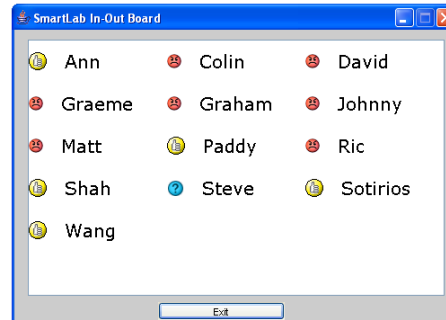 SmartLab In-Out Board
Ann Colin David
Graeme Graham Johnny
Matt Paddy Ric
Shah Steve Sotirios
Wang
Exit